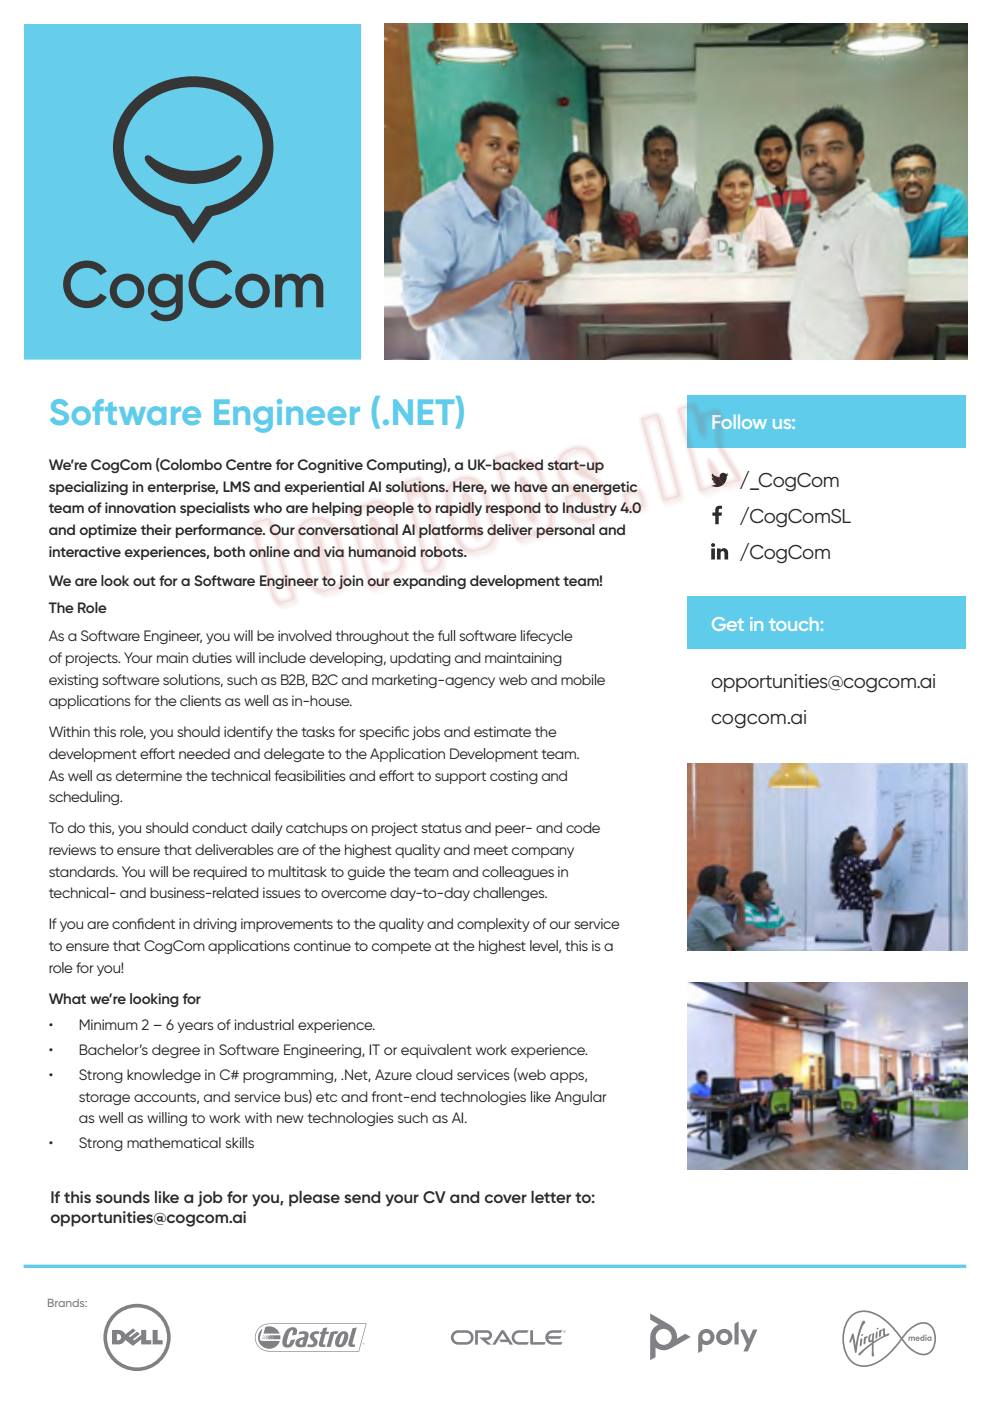 CogCom
Software Engineer (.NET)
We're CogCom (Colombo Centre for Cognitive Computing), a UK-backed start-up
specializing in enterprise, LMS and experiential AI solutions. Here, we have an energetic
team of innovation specialists who are helping people to rapidly respond to Industry 4.0
and optimize their performance. Our conversational AI platforms deliver personal and
interactive experiences, both online and via humanoid robots.
We are look out for a Software Engineer to join our expanding development team!
The Role
As a Software Engineer, you will be involved throughout the full software lifecycle
of projects. Your main duties will include developing, updating and maintaining
existing software solutions, such as B2B, B2C and marketing-agency web and mobile
applications for the clients as well as in-house.
Within this role, you should identify the tasks for specific jobs and estimate the
development effort needed and delegate to the Application Development team.
As well as determine the technical feasibilities and effort to support costing and
scheduling.
To do this, you should conduct daily catchups on project status and peer- and code
reviews to ensure that deliverables are of the highest quality and meet company
standards. You will be required to multitask to guide the team and colleagues in
technical- and business-related issues to overcome day-to-day challenges.
If you are confident in driving improvements to the quality and complexity of our service
to ensure that CogCom applications continue to compete at the highest level, this is a
role for you!
What we're looking for
• Minimum 2 – 6 years of industrial experience.
• Bachelor's degree in Software Engineering, IT or equivalent work experience.
• Strong knowledge in C# programming, .Net, Azure cloud services (web apps,
storage accounts, and service bus) etc and front-end technologies like Angular
as well as willing to work with new technologies such as AI.
• Strong mathematical skills
If this sounds like a job for you, please send your CV and cover letter to:
opportunities@cogcom.ai
topjobs.lk
Follow us:
/_CogCom
/CogComSL
/CogCom
Get in touch:
opportunities@cogcom.ai
cogcom.ai
Brands:
DELL
Castrol
ORACLE
poly
Virgin media